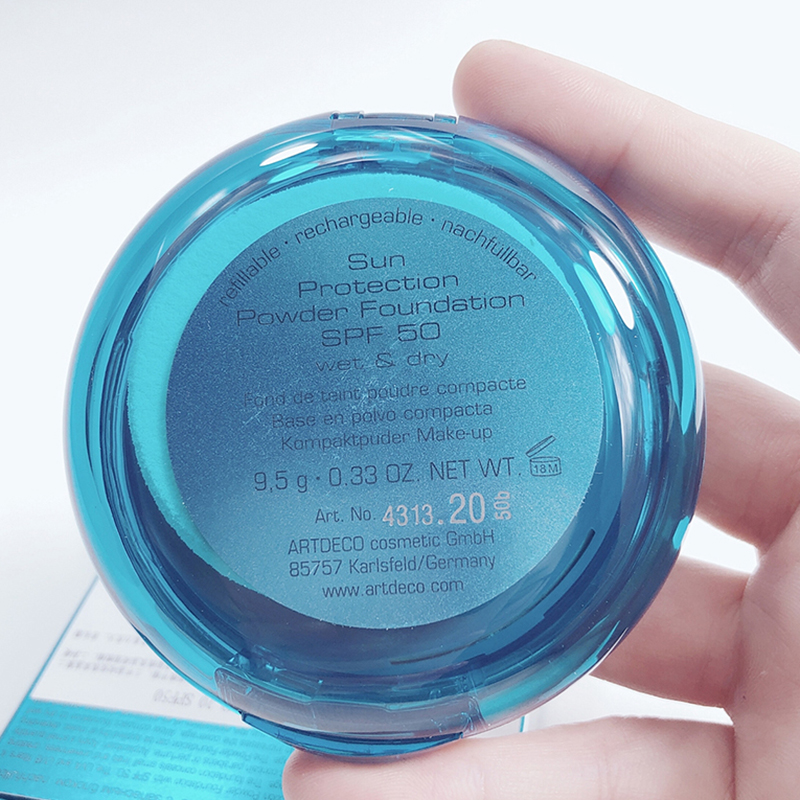 refillable · rechargeable · nachfüllbar
Sun
Protection
Powder Foundation
SPF 50
wet & dry
Fond de teint poudre compacte
Base en polvo compacta
Kompaktpuder Make-up
9,5 g · 0.33 OZ. NET WT.
18M
Art. No. 4313.20 50b
ARTDECO cosmetic GmbH
85757 Karlsfeld/Germany
www.artdeco.com